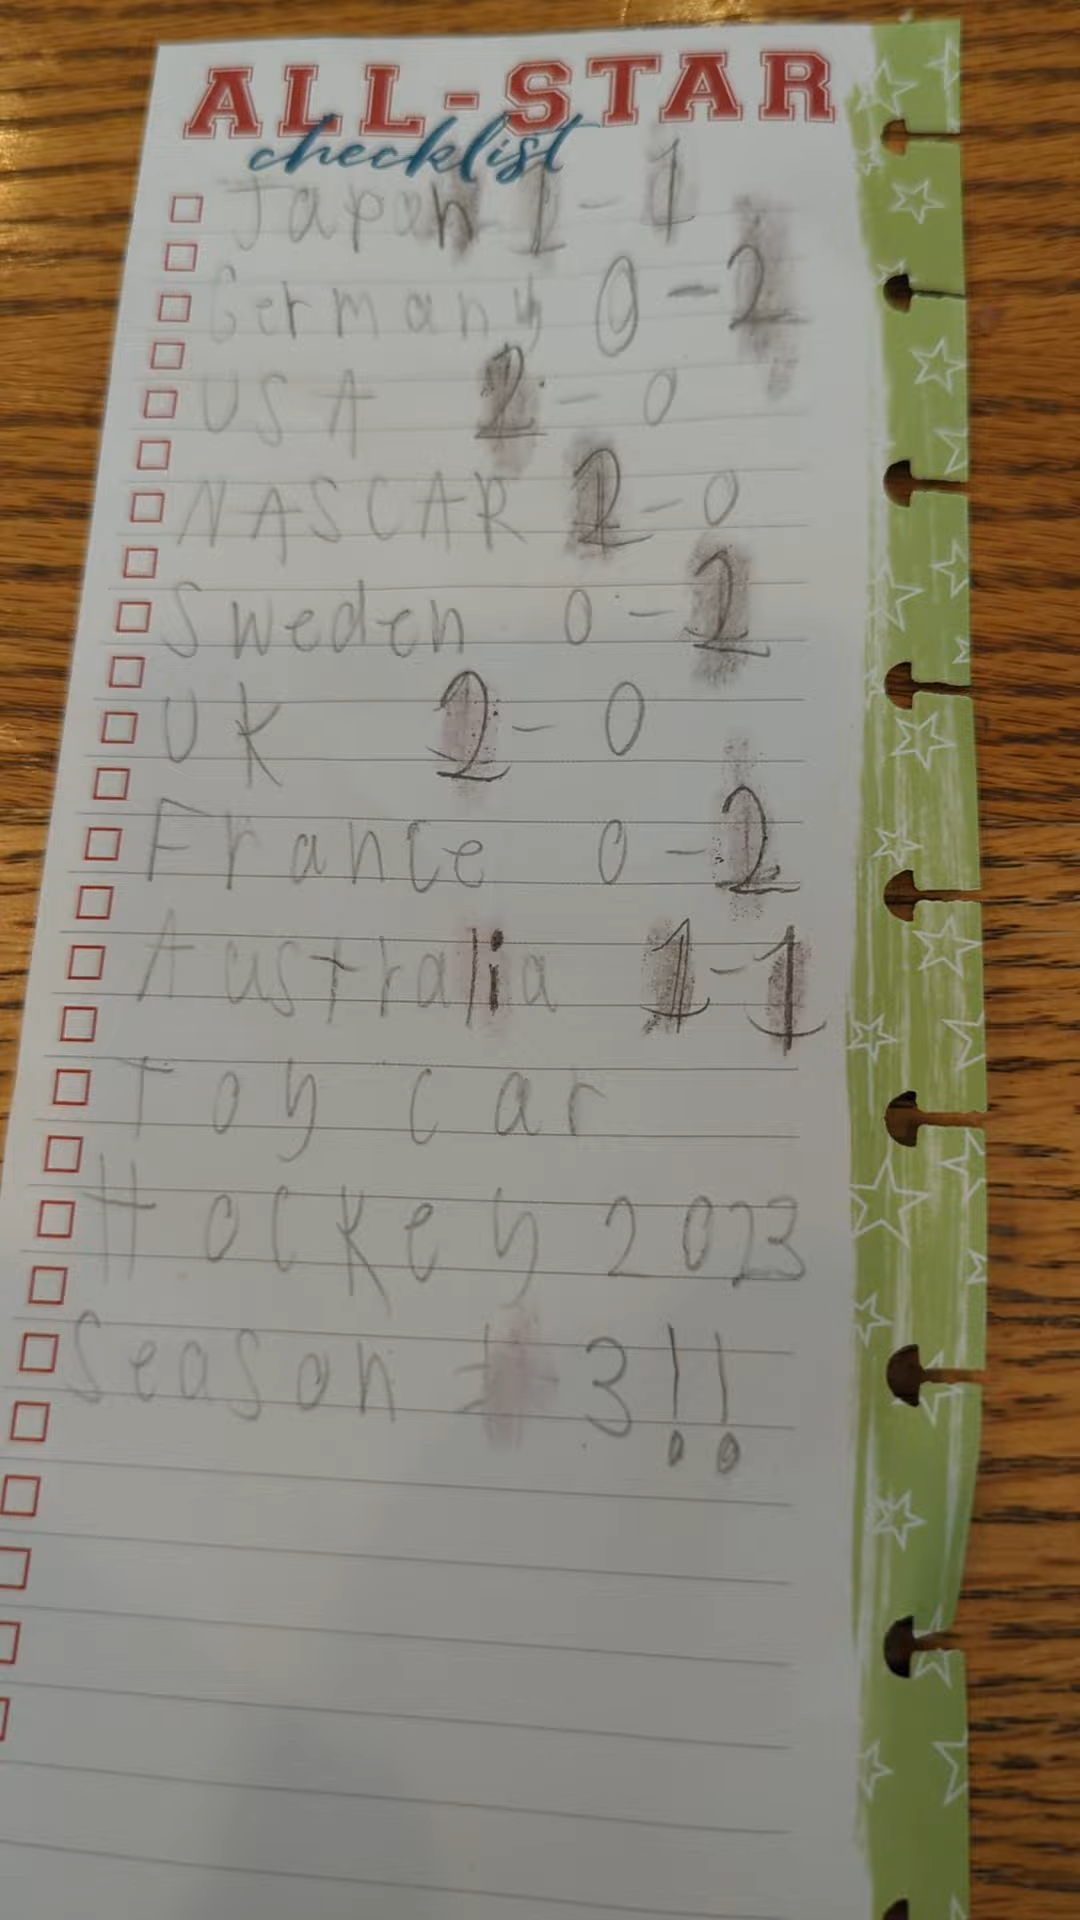 ALL-STAR
checklist
Japan 1-1
Germany 0-2
USA 2-0
NASCAR 2-0
Sweden 0-2
UK 2-0
France 0-2
Australia 1-1
Toy car
Hockey 2023
Season 3!!